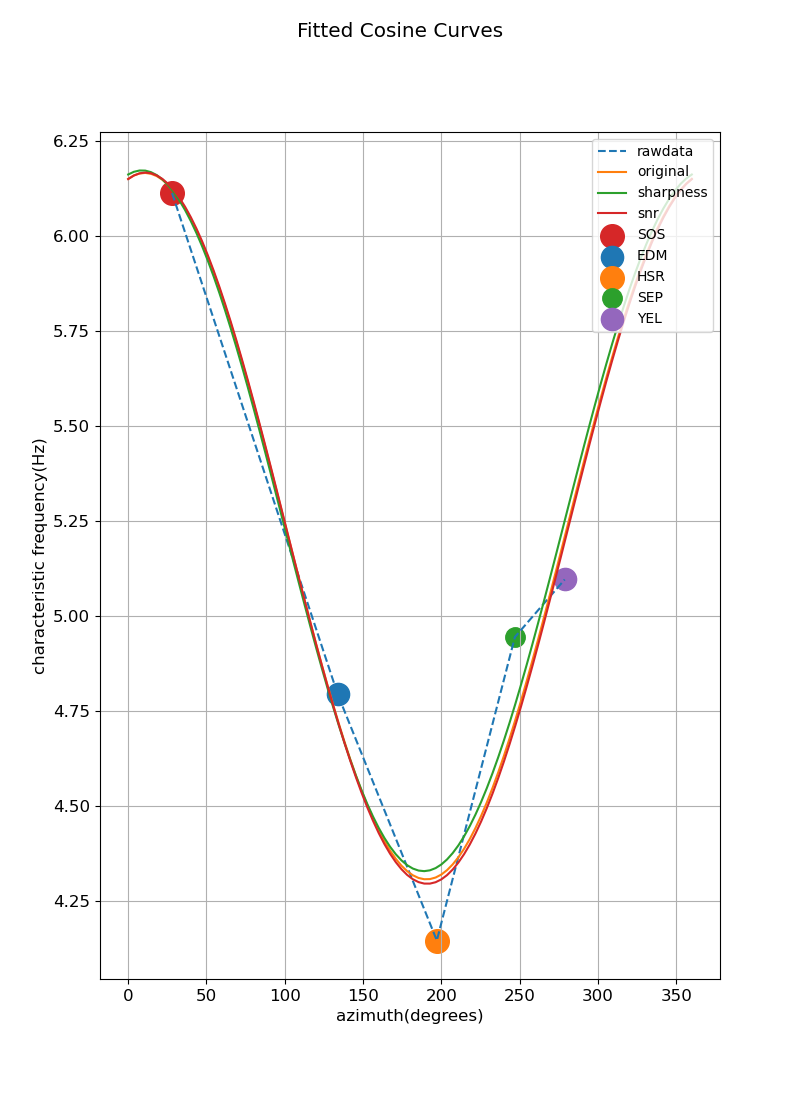 Fitted Cosine Curves
6.25
6.00
5.75
5.50
5.25
5.00
4.75
4.50
4.25
characteristic frequency(Hz)
rawdata
original
sharpness
snr
SOS
EDM
HSR
SEP
YEL
0 50 100 150 200 250 300 350
azimuth(degrees)